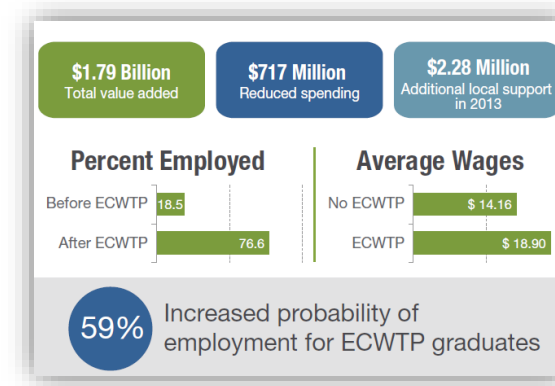 $1.79 Billion
Total value added
$717 Million
Reduced spending
$2.28 Million
Additional local support
in 2013
Percent Employed
Before ECWTP 18.5
After ECWTP 76.6
Average Wages
No ECWTP $ 14.16
ECWTP $ 18.90
59%
Increased probability of
employment for ECWTP graduates